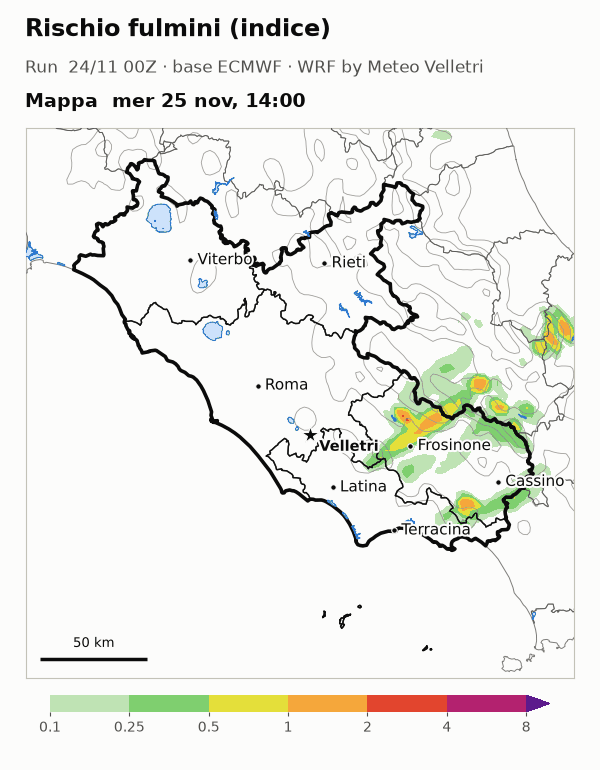 Rischio fulmini (indice)
Run  24/11 00Z · base ECMWF · WRF by Meteo Velletri
Mappa  mer 25 nov, 14:00
Viterbo
Rieti
Roma
Velletri
Frosinone
Cassino
Latina
Terracina
50 km
0.1 0.25 0.5 1 2 4 8